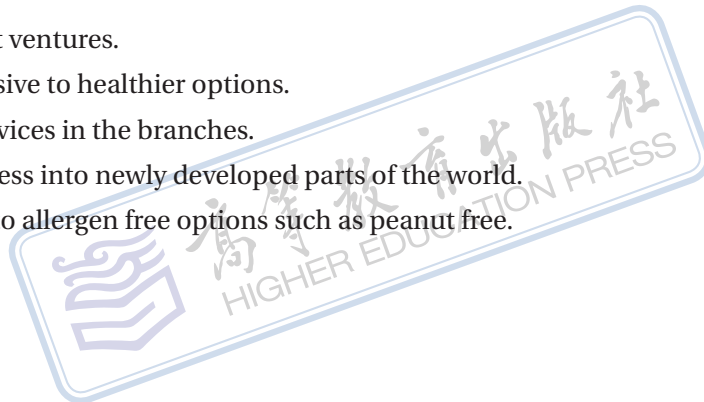 t ventures.
sive to healthier options.
vices in the branches.
ess into newly developed parts of the world.
o allergen free options such as peanut free.
高等教育出版社
HIGHER EDUCATION PRESS